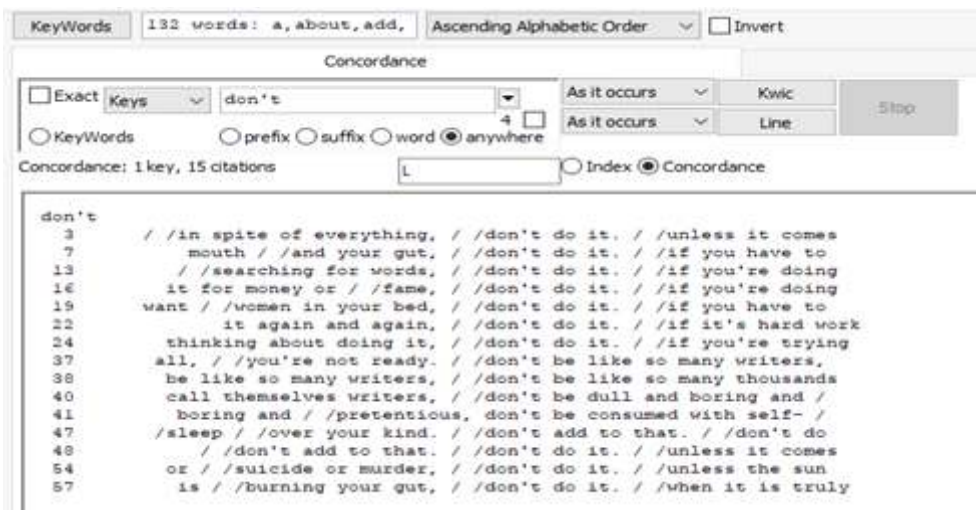 KeyWords 132 words: a,about,add, Ascending Alphabetic Order Invert
Concordance
Exact Keys don't As it occurs Kwic Stop
4 As it occurs Line
KeyWords prefix suffix word anywhere
Concordance: 1 key, 15 citations L Index Concordance
don't
3 / /in spite of everything, / /don't do it. / /unless it comes
7 mouth / /and your gut, / /don't do it. / /if you have to
13 / /searching for words, / /don't do it. / /if you're doing
16 it for money or / /fame, / /don't do it. / /if you're doing
19 want / /women in your bed, / /don't do it. / /if you have to
22 it again and again, / /don't do it. / /if it's hard work
24 thinking about doing it, / /don't do it. / /if you're trying
37 all, / /you're not ready. / /don't be like so many writers,
38 be like so many writers, / /don't be like so many thousands
40 call themselves writers, / /don't be dull and boring and /
41 boring and / /pretentious, don't be consumed with self- /
47 /sleep / /over your kind. / /don't add to that. / /don't do
48 / /don't add to that. / /don't do it. / /unless it comes
54 or / /suicide or murder, / /don't do it. / /unless the sun
57 is / /burning your gut, / /don't do it. / /when it is truly